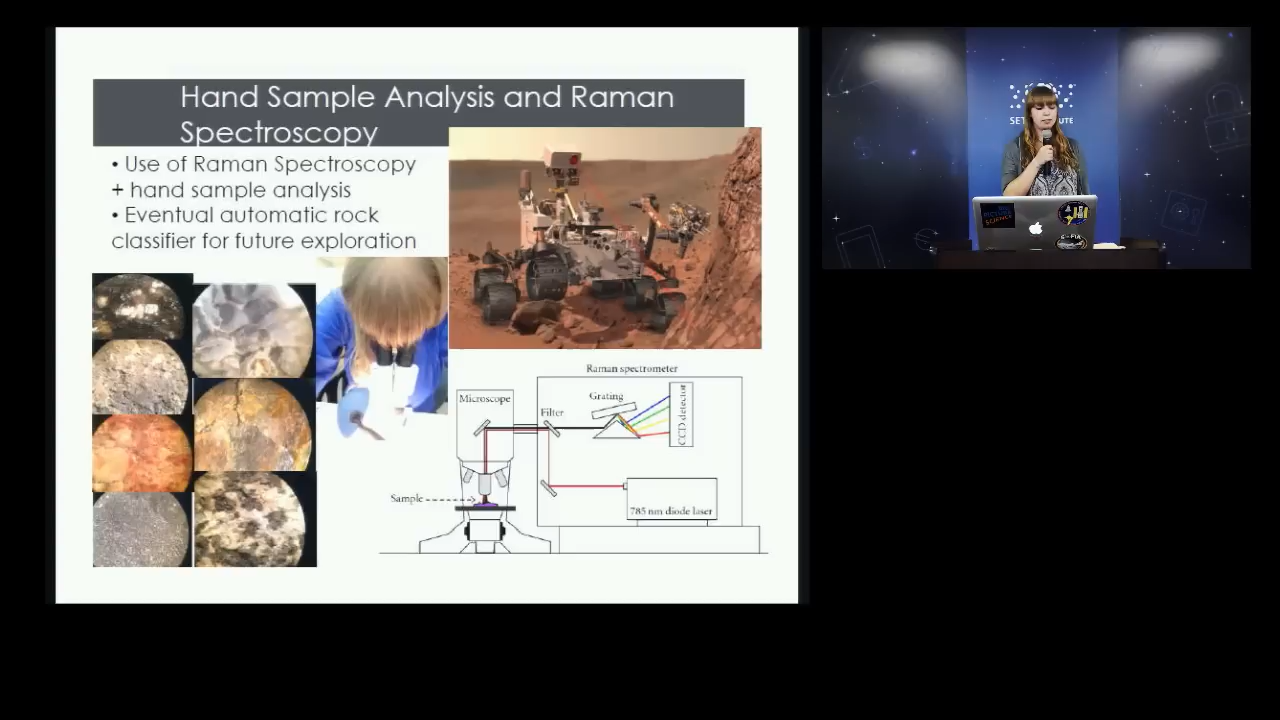 Hand Sample Analysis and Raman
Spectroscopy
• Use of Raman Spectroscopy
+ hand sample analysis
• Eventual automatic rock
classifier for future exploration
Raman spectrometer
Microscope
Filter
Grating
CCD detector
Sample
785 nm diode laser
SCIENCE